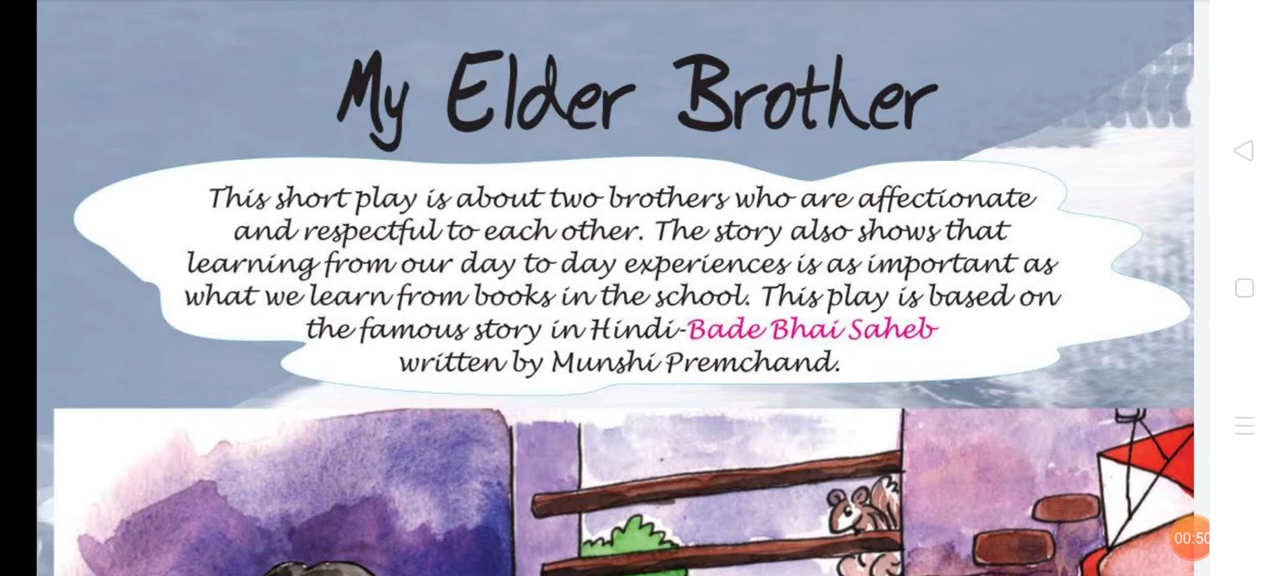 My Elder Brother
This short play is about two brothers who are affectionate
and respectful to each other. The story also shows that
learning from our day to day experiences is as important as
what we learn from books in the school. This play is based on
the famous story in Hindi-Bade Bhai Saheb
written by Munshi Premchand.
00:50